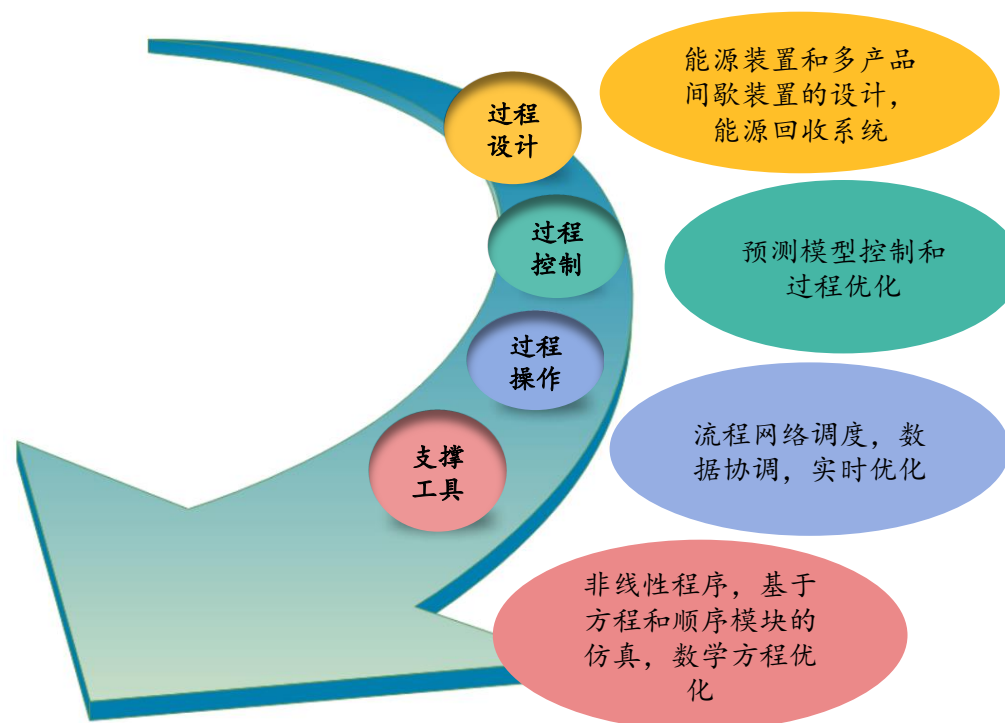 过程
设计
能源装置和多产品
间歇装置的设计，
能源回收系统
过程
控制
预测模型控制和
过程优化
过程
操作
流程网络调度，数
据协调，实时优化
支撑
工具
非线性程序，基于
方程和顺序模块的
仿真，数学方程优
化